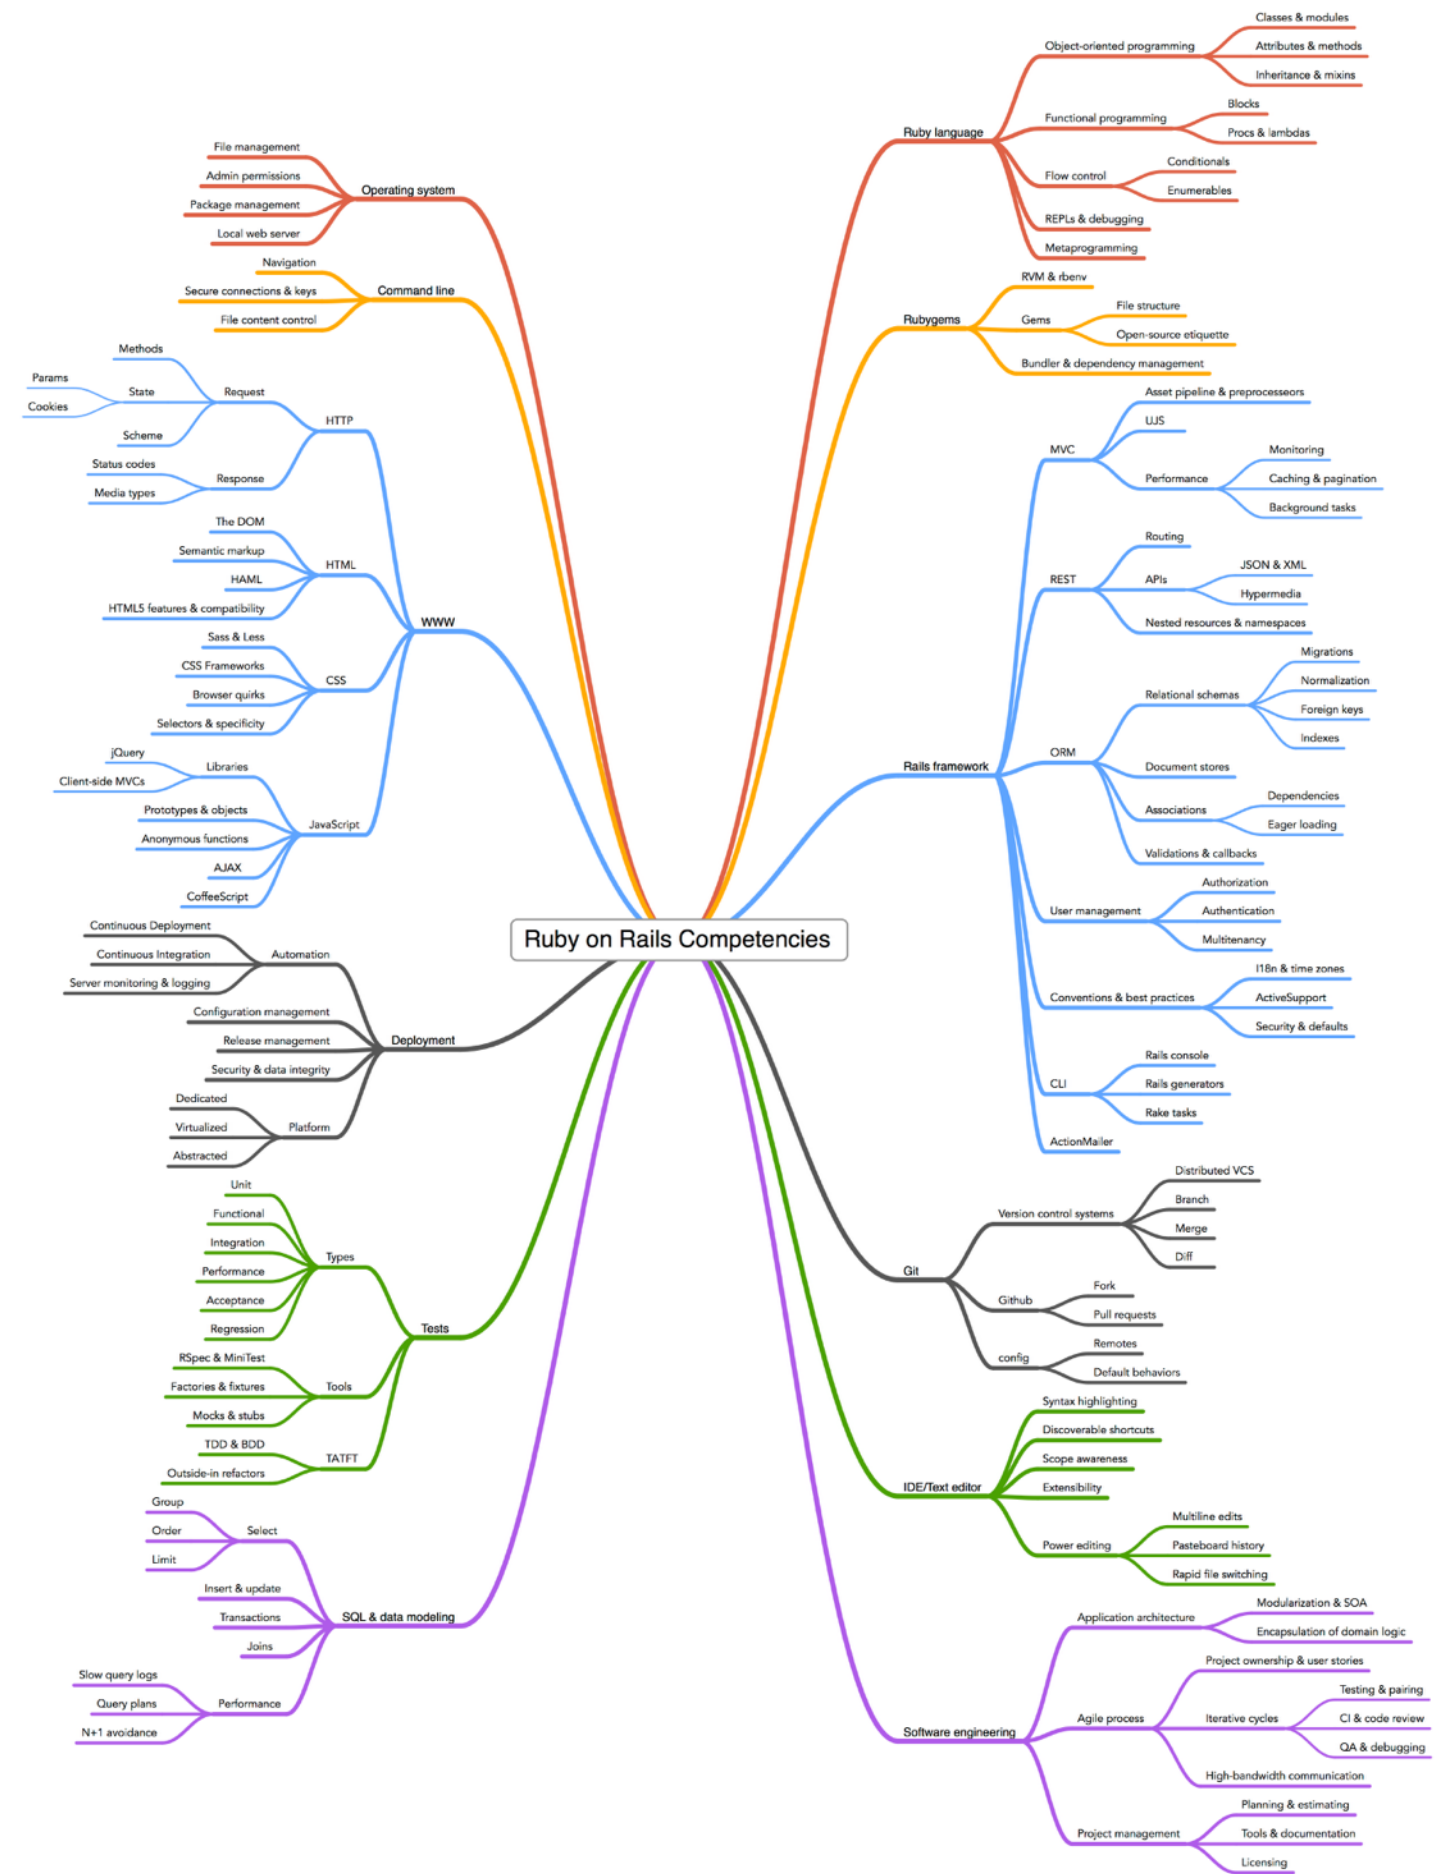 Ruby on Rails Competencies
Operating system
File management
Admin permissions
Package management
Local web server
Command line
Navigation
Secure connections & keys
File content control
WWW
HTTP
Request
Methods
State
Params
Cookies
Scheme
Response
Status codes
Media types
HTML
The DOM
Semantic markup
HAML
HTML5 features & compatibility
CSS
Sass & Less
CSS Frameworks
Browser quirks
Selectors & specificity
JavaScript
Libraries
jQuery
Client-side MVCs
Prototypes & objects
Anonymous functions
AJAX
CoffeeScript
Deployment
Automation
Continuous Deployment
Continuous Integration
Server monitoring & logging
Configuration management
Release management
Security & data integrity
Platform
Dedicated
Virtualized
Abstracted
Tests
Types
Unit
Functional
Integration
Performance
Acceptance
Regression
Tools
RSpec & MiniTest
Factories & fixtures
Mocks & stubs
TATFT
TDD & BDD
Outside-in refactors
SQL & data modeling
Select
Group
Order
Limit
Insert & update
Transactions
Joins
Performance
Slow query logs
Query plans
N+1 avoidance
Ruby language
Object-oriented programming
Classes & modules
Attributes & methods
Inheritance & mixins
Functional programming
Blocks
Procs & lambdas
Flow control
Conditionals
Enumerables
REPLs & debugging
Metaprogramming
Rubygems
RVM & rbenv
Gems
File structure
Open-source etiquette
Bundler & dependency management
Rails framework
MVC
Asset pipeline & preprocesseors
UJS
Performance
Monitoring
Caching & pagination
Background tasks
REST
Routing
APIs
JSON & XML
Hypermedia
Nested resources & namespaces
ORM
Relational schemas
Migrations
Normalization
Foreign keys
Indexes
Document stores
Associations
Dependencies
Eager loading
Validations & callbacks
User management
Authorization
Authentication
Multitenancy
Conventions & best practices
I18n & time zones
ActiveSupport
Security & defaults
CLI
Rails console
Rails generators
Rake tasks
ActionMailer
Git
Version control systems
Distributed VCS
Branch
Merge
Diff
Github
Fork
Pull requests
config
Remotes
Default behaviors
IDE/Text editor
Syntax highlighting
Discoverable shortcuts
Scope awareness
Extensibility
Power editing
Multiline edits
Pasteboard history
Rapid file switching
Software engineering
Application architecture
Modularization & SOA
Encapsulation of domain logic
Agile process
Project ownership & user stories
Iterative cycles
Testing & pairing
CI & code review
QA & debugging
High-bandwidth communication
Project management
Planning & estimating
Tools & documentation
Licensing